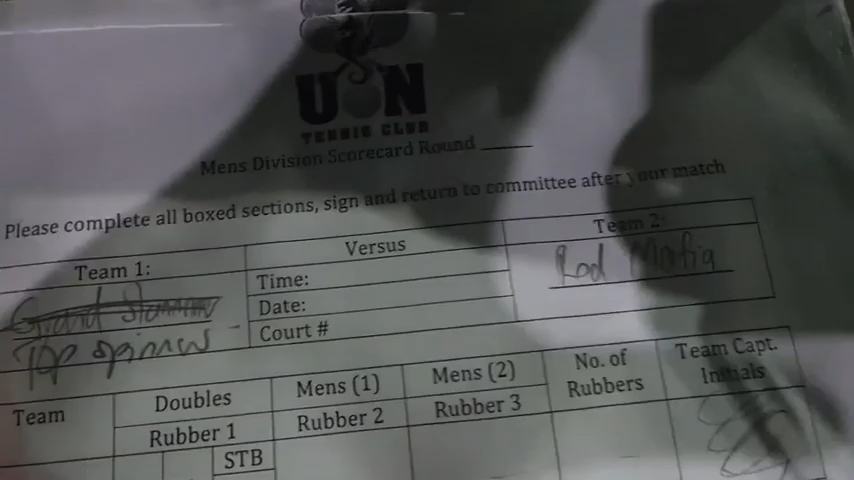 UN
TENNIS CLUB
Mens Division Scorecard Round
Please complete all boxed sections, sign and return to committee after your match
Team 1:
Versus
Team 2:
Time:
Date:
Court #
Top spinners
Rod Mafia
Team
Doubles
Mens (1)
Mens (2)
No. of
Rubbers
Team Capt.
Initials
Rubber 1
Rubber 2
Rubber 3
STB